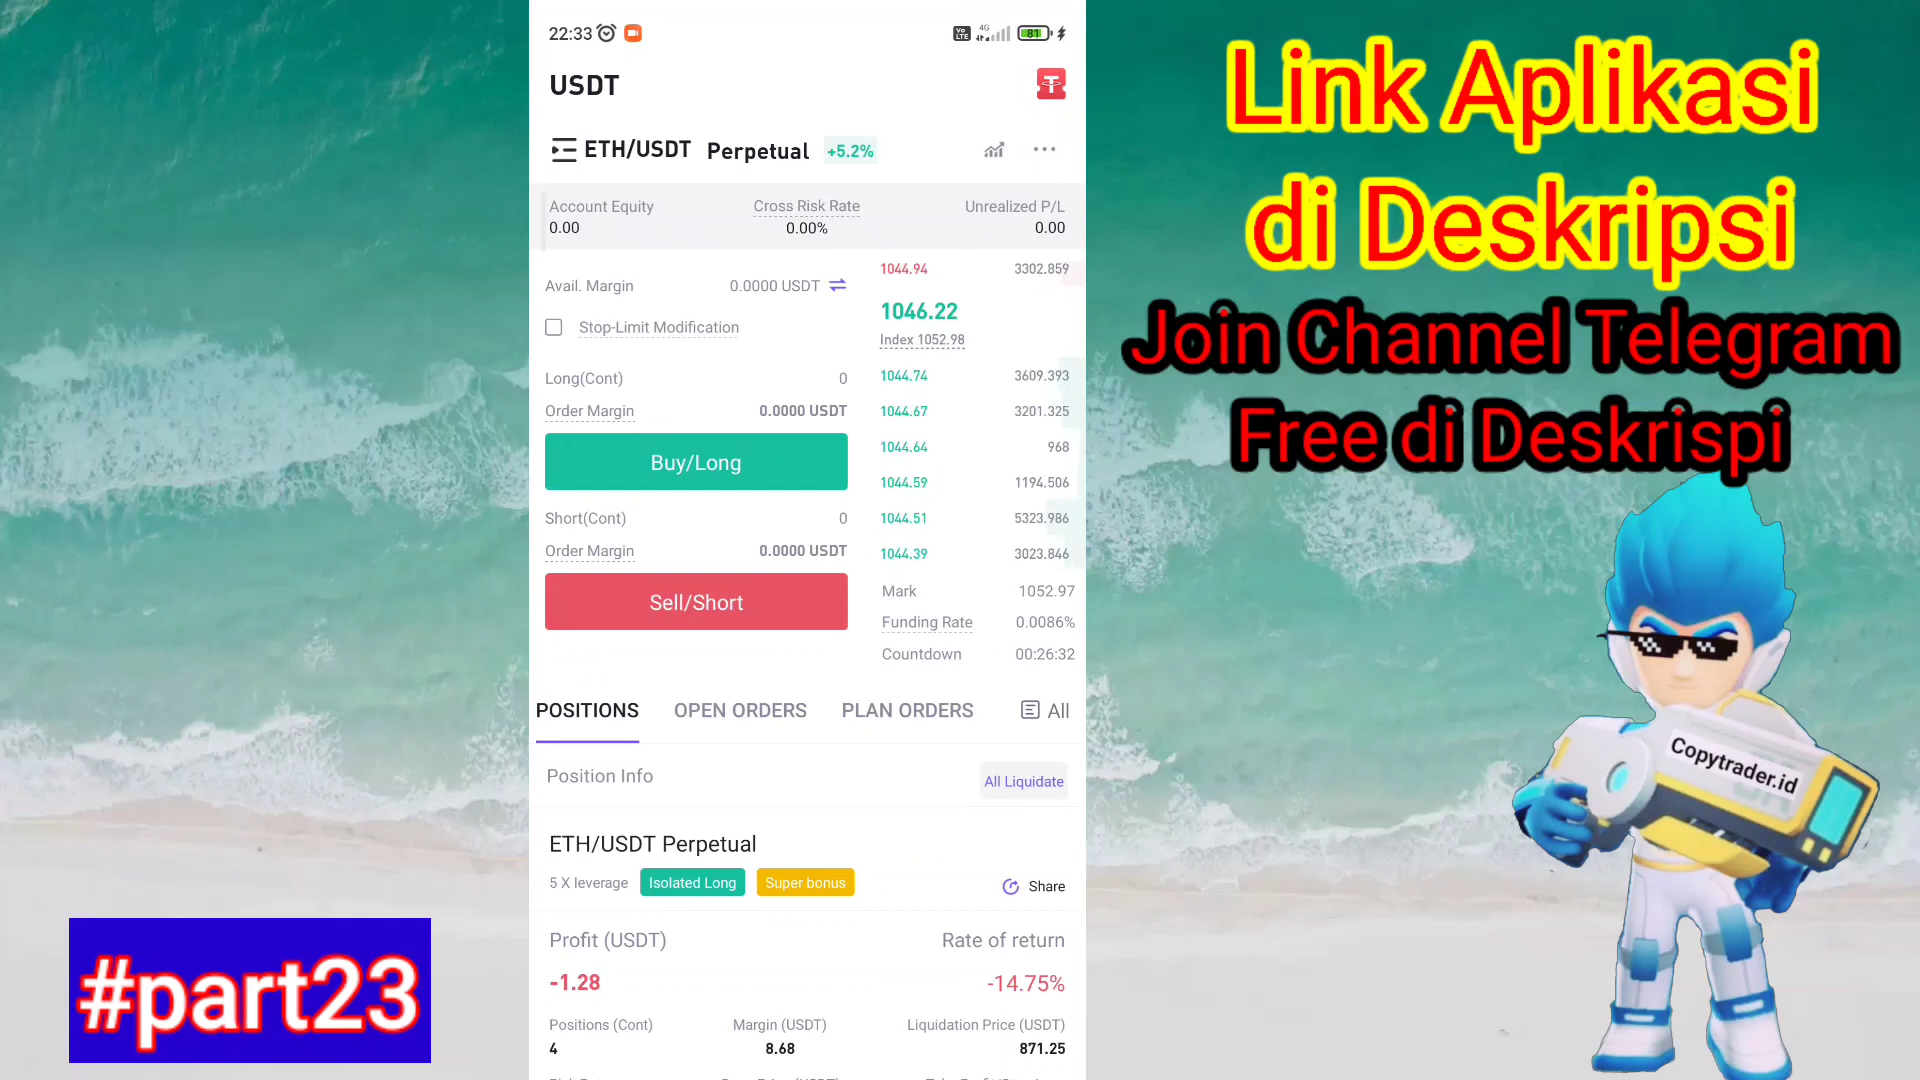 22:33
Vo LTE
4G
81
USDT
T
ETH/USDT Perpetual +5.2%
Account Equity Cross Risk Rate Unrealized P/L
0.00 0.00% 0.00
Avail. Margin 0.0000 USDT
Stop-Limit Modification
Long(Cont) 0
Order Margin 0.0000 USDT
Buy/Long
Short(Cont) 0
Order Margin 0.0000 USDT
Sell/Short
1044.94 3302.859
1046.22
Index 1052.98
1044.74 3609.393
1044.67 3201.325
1044.64 968
1044.59 1194.506
1044.51 5323.986
1044.39 3023.846
Mark 1052.97
Funding Rate 0.0086%
Countdown 00:26:32
POSITIONS OPEN ORDERS PLAN ORDERS All
Position Info All Liquidate
ETH/USDT Perpetual
5 X leverage Isolated Long Super bonus Share
Profit (USDT) Rate of return
-1.28 -14.75%
Positions (Cont) Margin (USDT) Liquidation Price (USDT)
4 8.68 871.25
Link Aplikasi
di Deskripsi
Join Channel Telegram
Free di Deskrispi
Copytrader.id
#part23